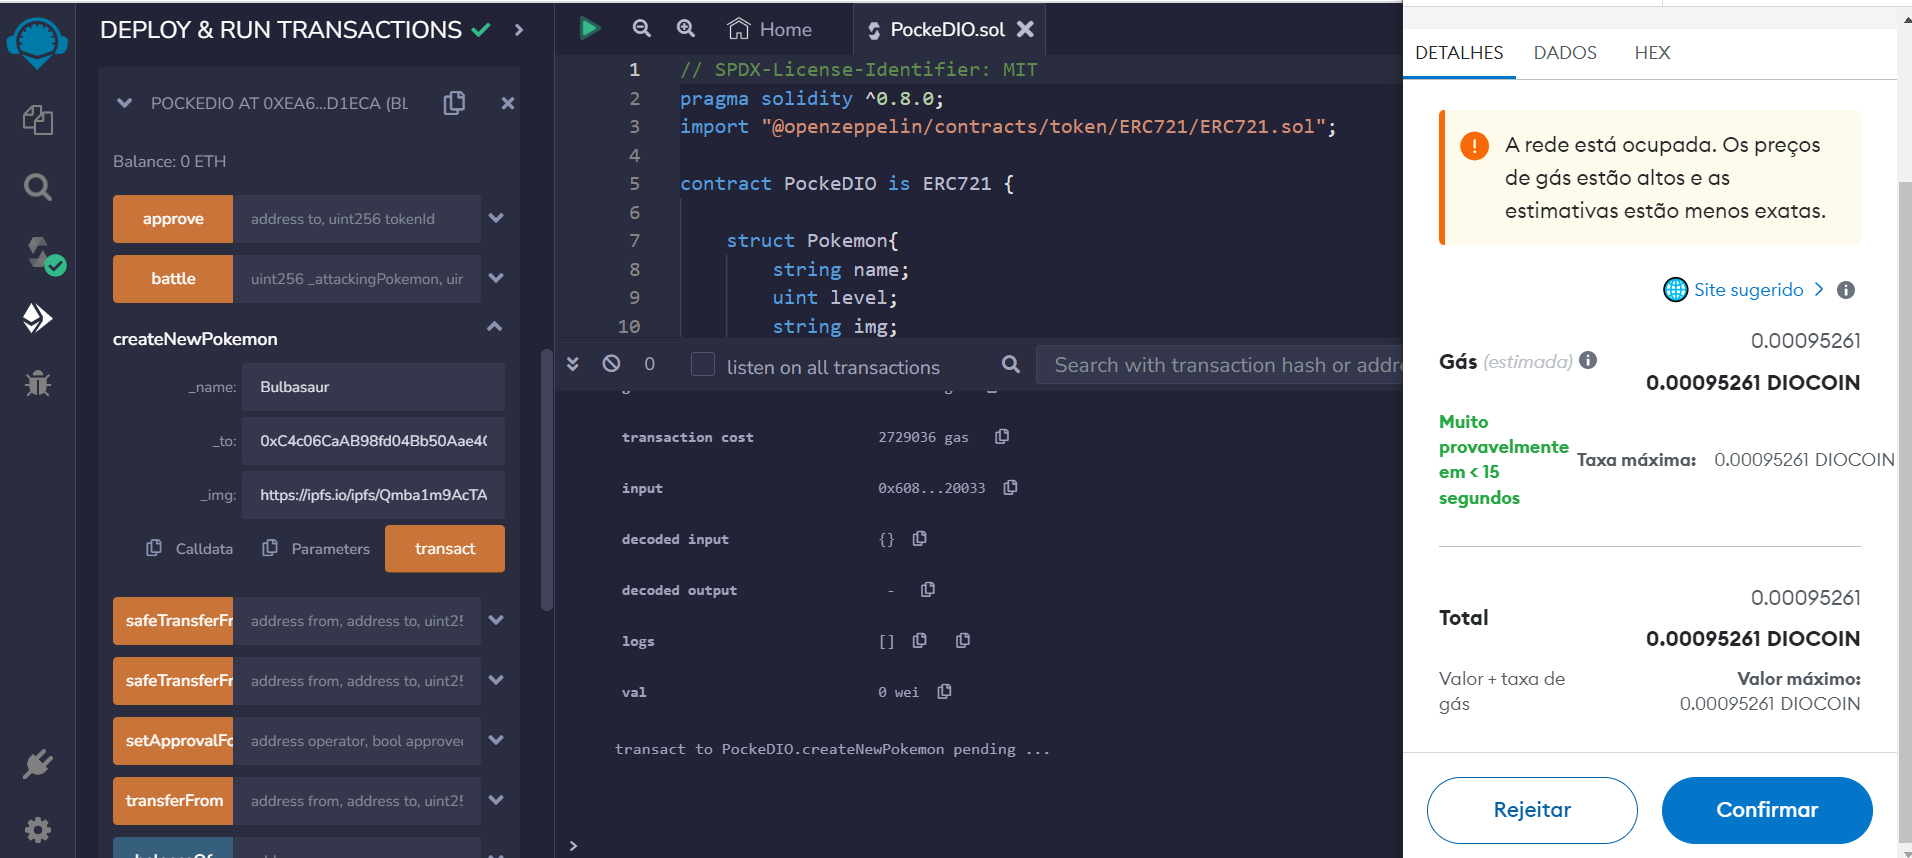 DEPLOY & RUN TRANSACTIONS
POCKEDIO AT 0XEA6...D1ECA (BL
Balance: 0 ETH
approve
address to, uint256 tokenId
battle
uint256 _attackingPokemon, uir
createNewPokemon
_name:
Bulbasaur
_to:
0xC4c06CaAB98fd04Bb50Aae4C
_img:
https://ipfs.io/ipfs/Qmba1m9AcTA
Calldata
Parameters
transact
safeTransferFr
address from, address to, uint25
safeTransferFr
address from, address to, uint25
setApprovalFo
address operator, bool approved
transferFrom
address from, address to, uint25
Home
PockeDIO.sol
1 // SPDX-License-Identifier: MIT
2 pragma solidity ^0.8.0;
3 import "@openzeppelin/contracts/token/ERC721/ERC721.sol";
4
5 contract PockeDIO is ERC721 {
6
7 struct Pokemon{
8 string name;
9 uint level;
10 string img;
0
listen on all transactions
Search with transaction hash or addre
transaction cost 2729036 gas
input 0x608...20033
decoded input {}
decoded output -
logs []
val 0 wei
transact to PockeDIO.createNewPokemon pending ...
>
DETALHES DADOS HEX
A rede está ocupada. Os preços
de gás estão altos e as
estimativas estão menos exatas.
Site sugerido >
0.00095261
Gás (estimada)
0.00095261 DIOCOIN
Muito
provavelmente
em < 15
segundos
Taxa máxima: 0.00095261 DIOCOIN
0.00095261
Total
0.00095261 DIOCOIN
Valor + taxa de
gás
Valor máximo:
0.00095261 DIOCOIN
Rejeitar
Confirmar